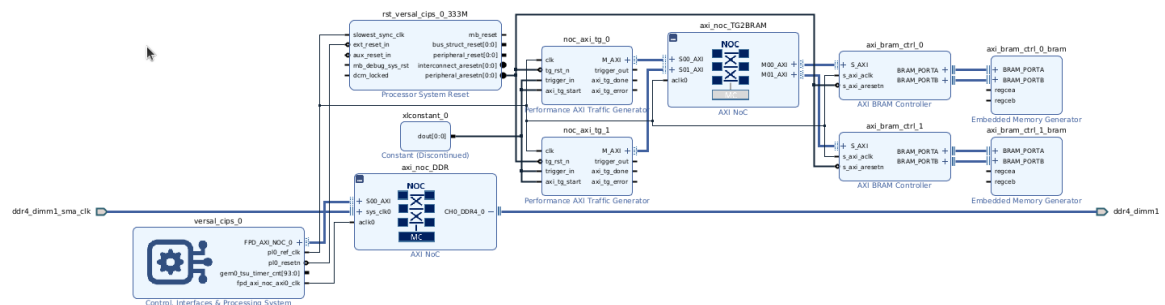 rst_versal_cips_0_333M
slowest_sync_clk
ext_reset_in
aux_reset_in
mb_debug_sys_rst
dcm_locked
mb_reset
bus_struct_reset[0:0]
peripheral_reset[0:0]
interconnect_aresetn[0:0]
peripheral_aresetn[0:0]
Processor System Reset
xlconstant_0
dout[0:0]
Constant (Discontinued)
noc_axi_tg_0
clk
tg_rst_n
trigger_in
axi_tg_start
M_AXI
trigger_out
axi_tg_done
axi_tg_error
Performance AXI Traffic Generator
noc_axi_tg_1
clk
tg_rst_n
trigger_in
axi_tg_start
M_AXI
trigger_out
axi_tg_done
axi_tg_error
Performance AXI Traffic Generator
axi_noc_TG2BRAM
S00_AXI
S01_AXI
aclk0
NOC
MC
M00_AXI
M01_AXI
AXI NoC
axi_bram_ctrl_0
S_AXI
s_axi_aclk
s_axi_aresetn
BRAM_PORTA
BRAM_PORTB
AXI BRAM Controller
axi_bram_ctrl_0_bram
BRAM_PORTA
BRAM_PORTB
regcea
regceb
Embedded Memory Generator
axi_bram_ctrl_1
S_AXI
s_axi_aclk
s_axi_aresetn
BRAM_PORTA
BRAM_PORTB
AXI BRAM Controller
axi_bram_ctrl_1_bram
BRAM_PORTA
BRAM_PORTB
regcea
regceb
Embedded Memory Generator
axi_noc_DDR
S00_AXI
sys_clk0
aclk0
NOC
MC
CH0_DDR4_0
AXI NoC
ddr4_dimm1_sma_clk
ddr4_dimm1
versal_cips_0
FPD_AXI_NOC_0
pl0_ref_clk
pl0_resetn
gem0_tsu_timer_cnt[93:0]
fpd_axi_noc_axi0_clk
Control, Interfaces & Processing System